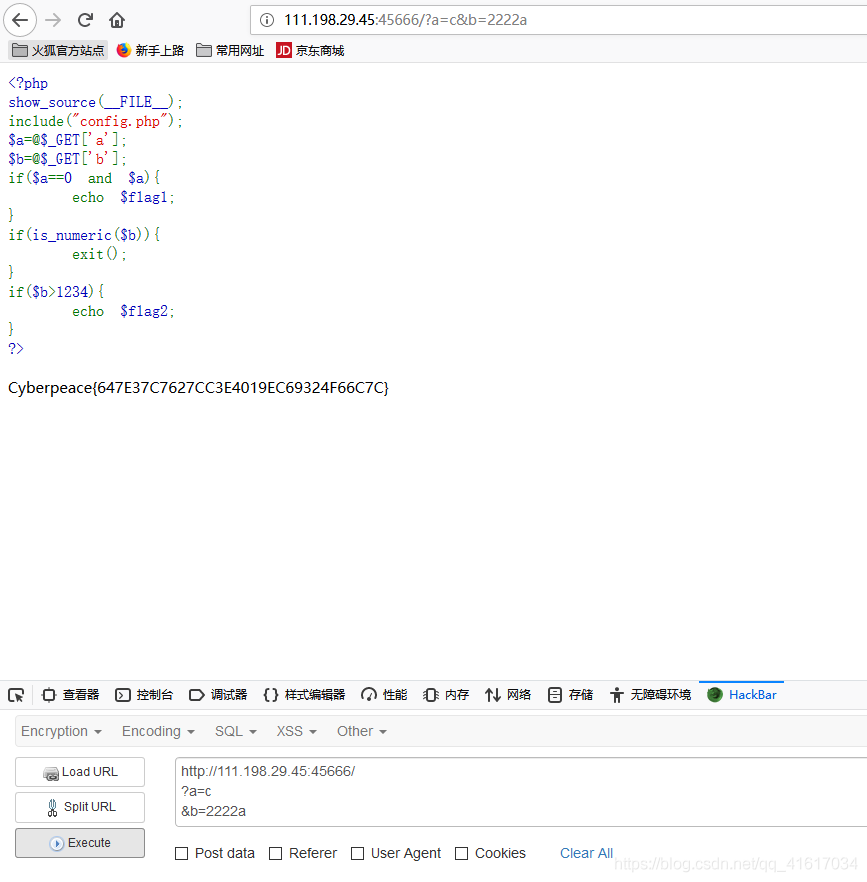 111.198.29.45:45666/?a=c&b=2222a
火狐官方站点 新手上路 常用网址 JD 京东商城
<?php
show_source(__FILE__);
include("config.php");
$a=@$_GET['a'];
$b=@$_GET['b'];
if($a==0 and $a){
echo $flag1;
}
if(is_numeric($b)){
exit();
}
if($b>1234){
echo $flag2;
}
?>
Cyberpeace{647E37C7627CC3E4019EC69324F66C7C}
查看器 控制台 调试器 样式编辑器 性能 内存 网络 存储 无障碍环境 HackBar
Encryption Encoding SQL XSS Other
Load URL
Split URL
Execute
http://111.198.29.45:45666/
?a=c
&b=2222a
Post data Referer User Agent Cookies Clear All
https://blog.csdn.net/qq_41617034